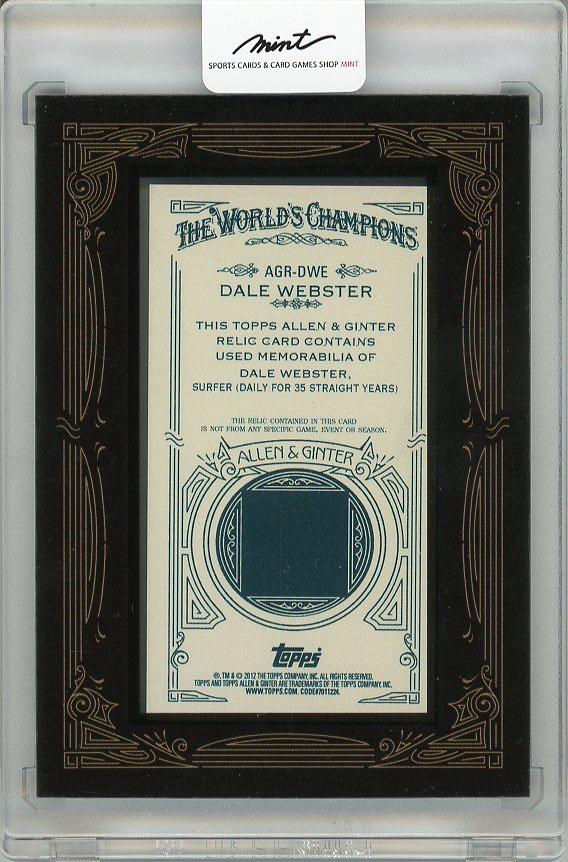 mint
SPORTS CARDS & CARD GAMES SHOP MINT
THE WORLD'S CHAMPIONS
AGR-DWE
DALE WEBSTER
THIS TOPPS ALLEN & GINTER
RELIC CARD CONTAINS
USED MEMORABILIA OF
DALE WEBSTER,
SURFER (DAILY FOR 35 STRAIGHT YEARS)
THE RELIC CONTAINED IN THIS CARD
IS NOT FROM ANY SPECIFIC GAME, EVENT OR SEASON.
ALLEN & GINTER
topps
®, TM & © 2012 THE TOPPS COMPANY, INC. ALL RIGHTS RESERVED.
TOPPS AND TOPPS ALLEN & GINTER ARE TRADEMARKS OF THE TOPPS COMPANY, INC.
WWW.TOPPS.COM. CODE#7011224.